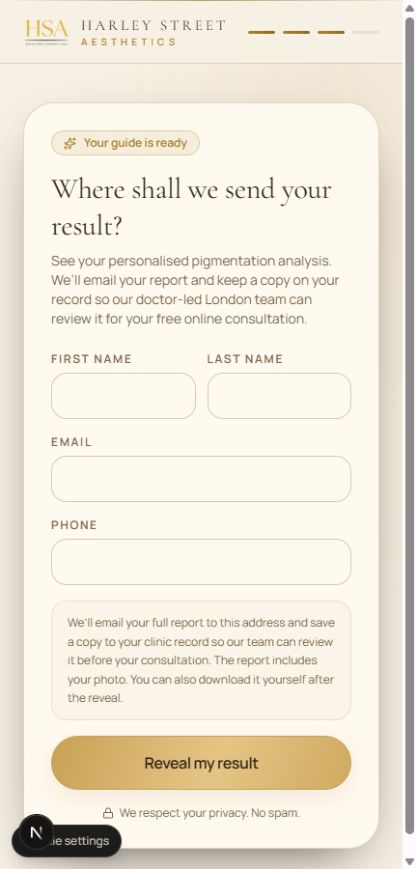 HSA
HARLEY STREET
AESTHETICS
Your guide is ready
Where shall we send your
result?
See your personalised pigmentation analysis.
We'll email your report and keep a copy on your
record so our doctor-led London team can
review it for your free online consultation.
FIRST NAME LAST NAME
EMAIL
PHONE
We'll email your full report to this address and save
a copy to your clinic record so our team can review
it before your consultation. The report includes
your photo. You can also download it yourself after
the reveal.
Reveal my result
We respect your privacy. No spam.
N
settings